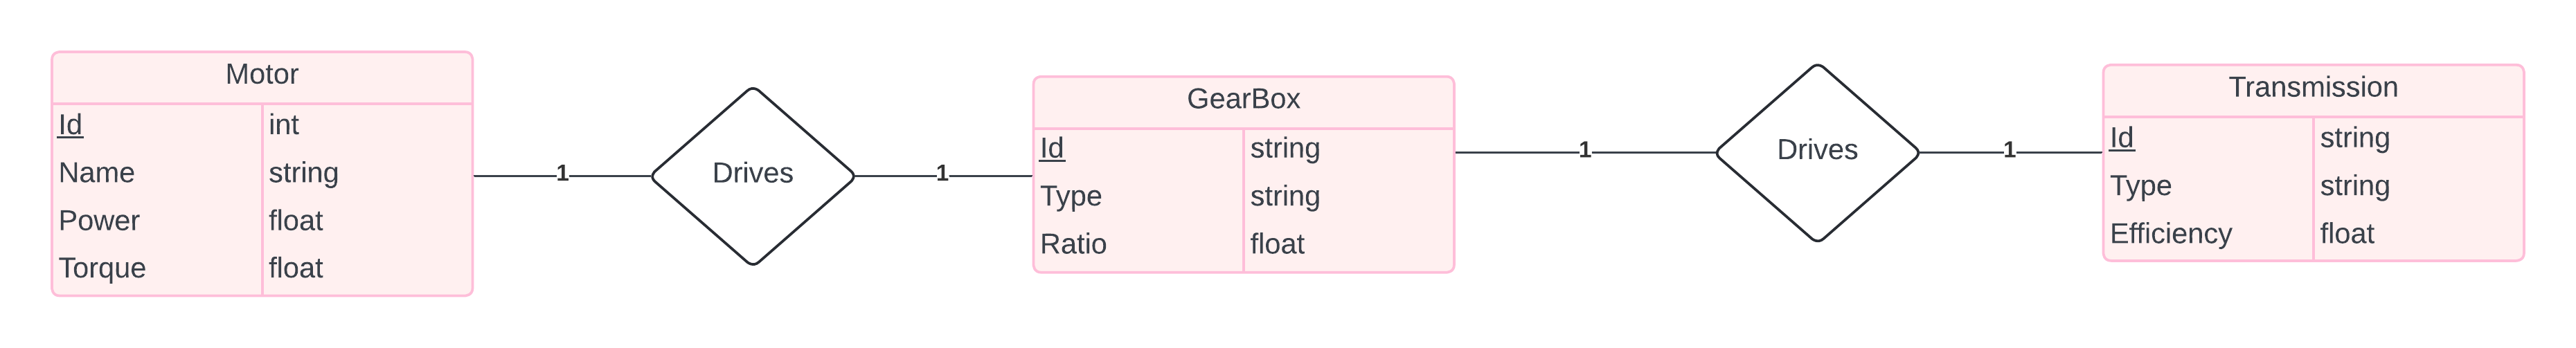 Motor
Id int
Name string
Power float
Torque float
1
Drives
1
GearBox
Id string
Type string
Ratio float
1
Drives
1
Transmission
Id string
Type string
Efficiency float